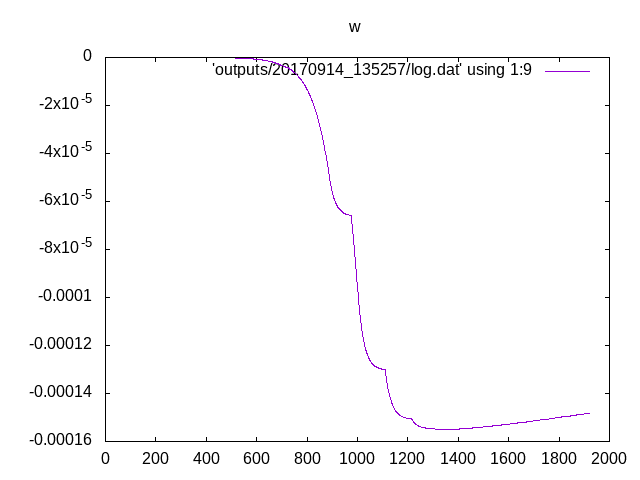 w
'outputs/20170914_135257/log.dat' using 1:9
0
-2x10-5
-4x10-5
-6x10-5
-8x10-5
-0.0001
-0.00012
-0.00014
-0.00016
0 200 400 600 800 1000 1200 1400 1600 1800 2000